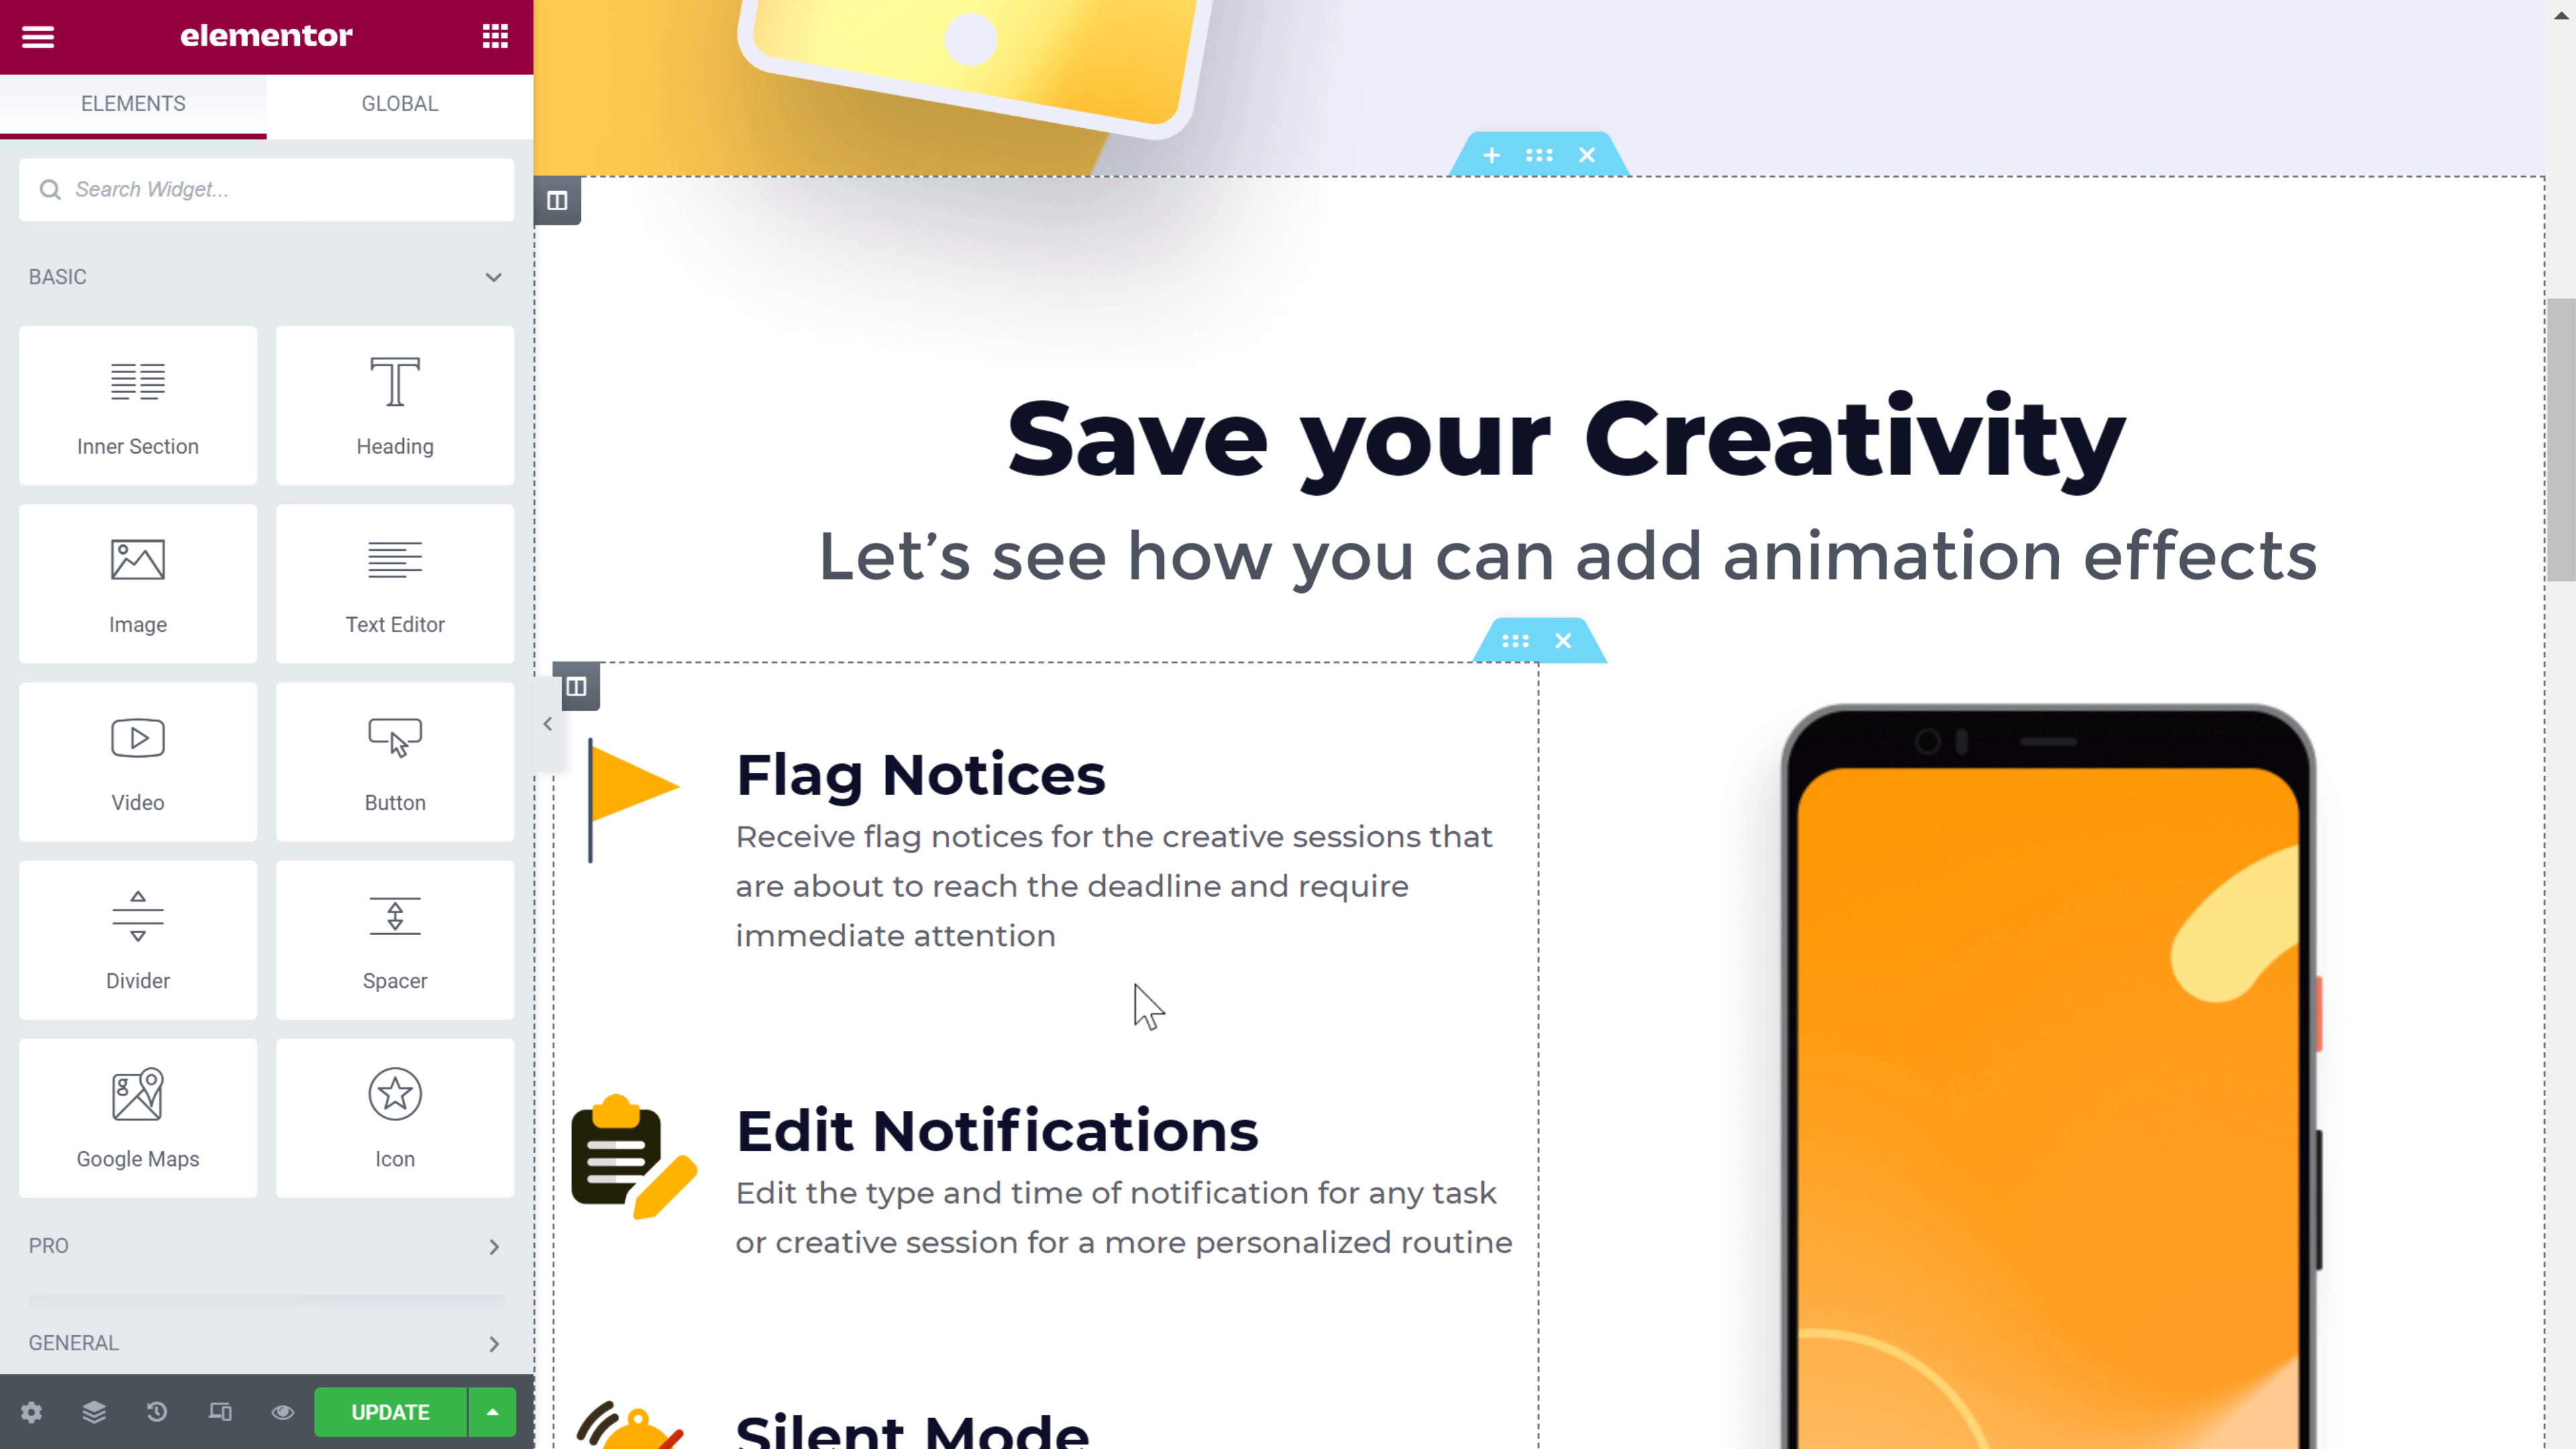 elementor
ELEMENTS
GLOBAL
Search Widget...
BASIC
Inner Section
Heading
Image
Text Editor
Video
Button
Divider
Spacer
Google Maps
Icon
PRO
GENERAL
UPDATE
Save your Creativity
Let's see how you can add animation effects
Flag Notices
Receive flag notices for the creative sessions that
are about to reach the deadline and require
immediate attention
Edit Notifications
Edit the type and time of notification for any task
or creative session for a more personalized routine
Silent Mode